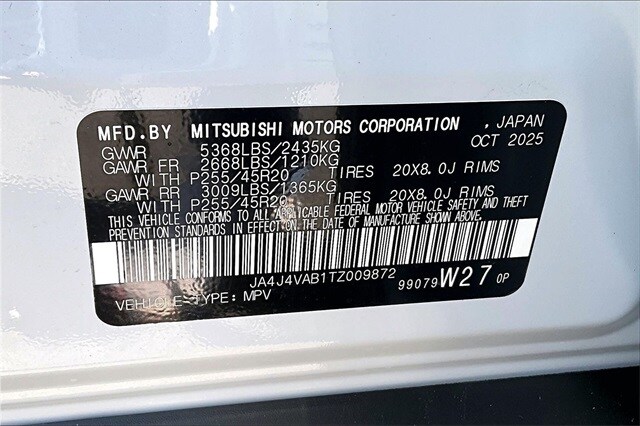 MFD.BY MITSUBISHI MOTORS CORPORATION , JAPAN
GVWR 5368LBS/2435KG OCT 2025
GAWR FR 2668LBS/1210KG
WITH P255/45R20 TIRES 20X8.0J RIMS
GAWR RR 3009LBS/1365KG
WITH P255/45R20 TIRES 20X8.0J RIMS
THIS VEHICLE CONFORMS TO ALL APPLICABLE FEDERAL MOTOR VEHICLE SAFETY AND THEFT
PREVENTION STANDARDS IN EFFECT ON THE DATE OF MANUFACTURE SHOWN ABOVE.
JA4J4VAB1TZ009872
VEHICLE TYPE: MPV 99079 W27 0P